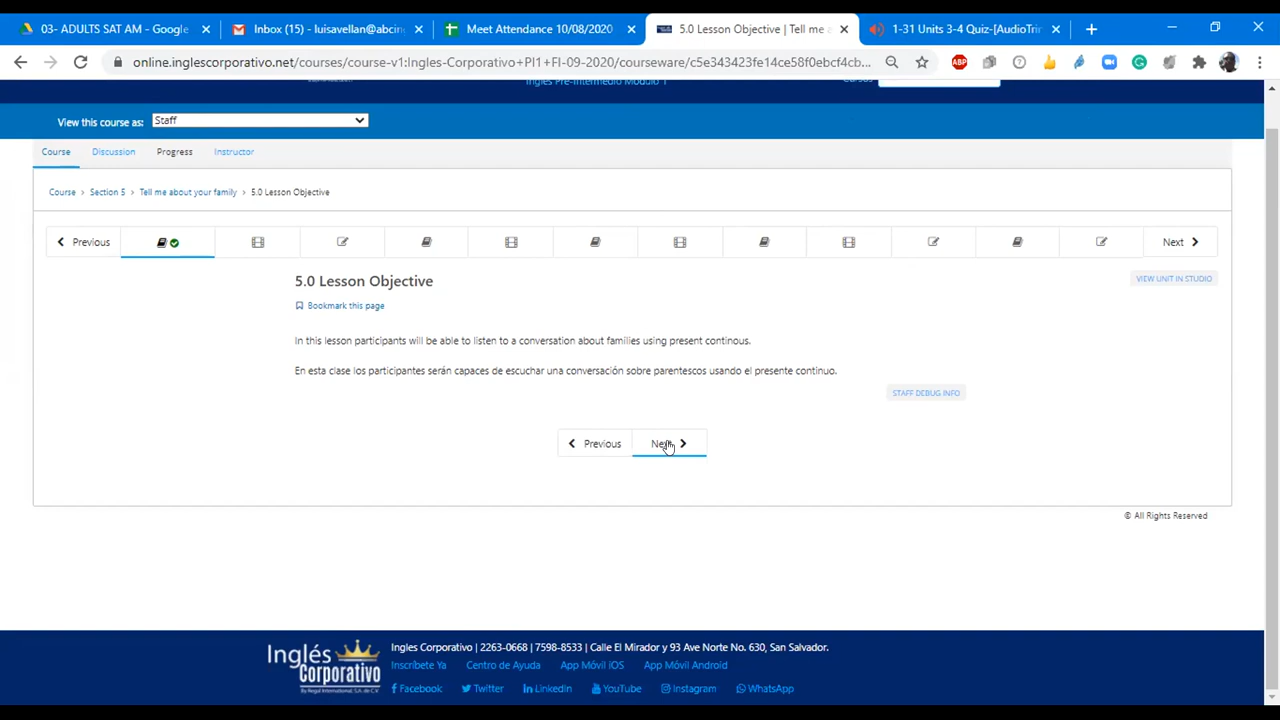 03- ADULTS SAT AM - Google
Inbox (15) - luisavellan@abcin
Meet Attendance 10/08/2020
5.0 Lesson Objective | Tell me a
1-31 Units 3-4 Quiz-[AudioTri
online.inglescorporativo.net/courses/course-v1:Ingles-Corporativo+PI1+FI-09-2020/courseware/c5e343423fe14ce58f0ebcf4cb...
Ingles Pre-Intermedio Modulo 1
View this course as: Staff
Course Discussion Progress Instructor
Course > Section 5 > Tell me about your family > 5.0 Lesson Objective
Previous
Next
5.0 Lesson Objective
VIEW UNIT IN STUDIO
Bookmark this page
In this lesson participants will be able to listen to a conversation about families using present continous.
En esta clase los participantes serán capaces de escuchar una conversación sobre parentescos usando el presente continuo.
STAFF DEBUG INFO
Previous Next
© All Rights Reserved
Inglés Corporativo
By Regal International, S.A. de C.V.
Ingles Corporativo | 2263-0668 | 7598-8533 | Calle El Mirador y 93 Ave Norte No. 630, San Salvador.
Inscríbete Ya Centro de Ayuda App Móvil iOS App Móvil Android
Facebook Twitter LinkedIn YouTube Instagram WhatsApp